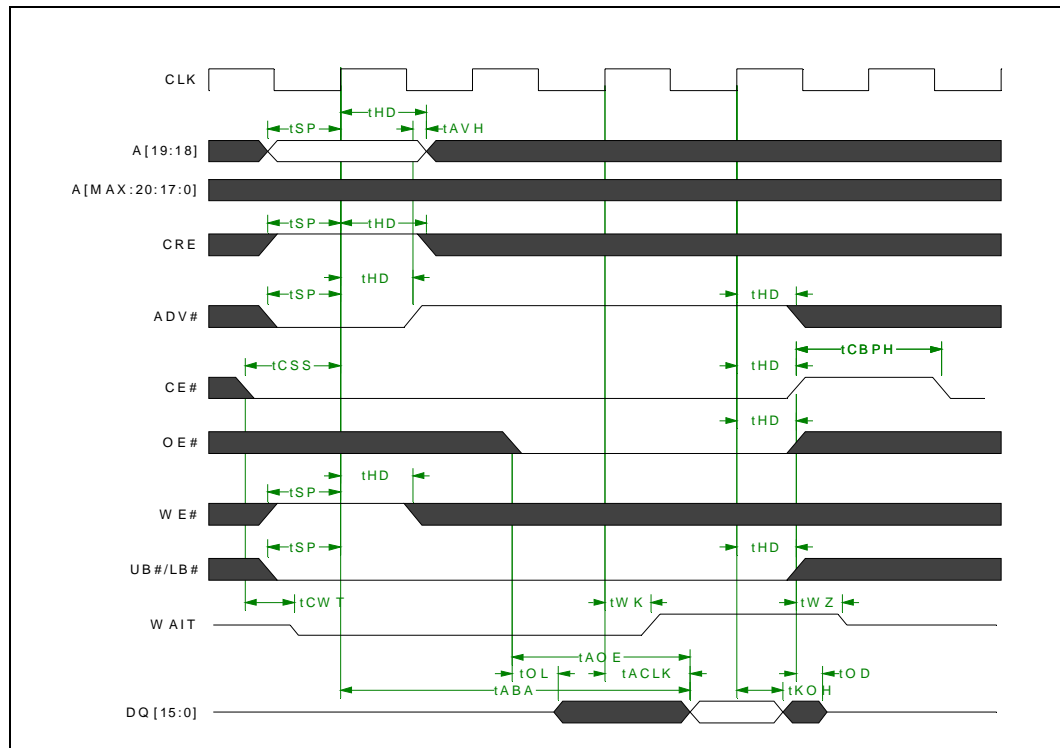 CLK
tHD
tSP
tAVH
A[19:18]
A[MAX:20:17:0]
tSP
tHD
CRE
tHD
tSP
tHD
ADV#
tCBPH
tCSS
tHD
CE#
tHD
OE#
tHD
tSP
WE#
tSP
tHD
UB#/LB#
tCWT
tWK
tWZ
WAIT
tAOE
tOL
tACLK
tOD
tABA
tKOH
DQ[15:0]